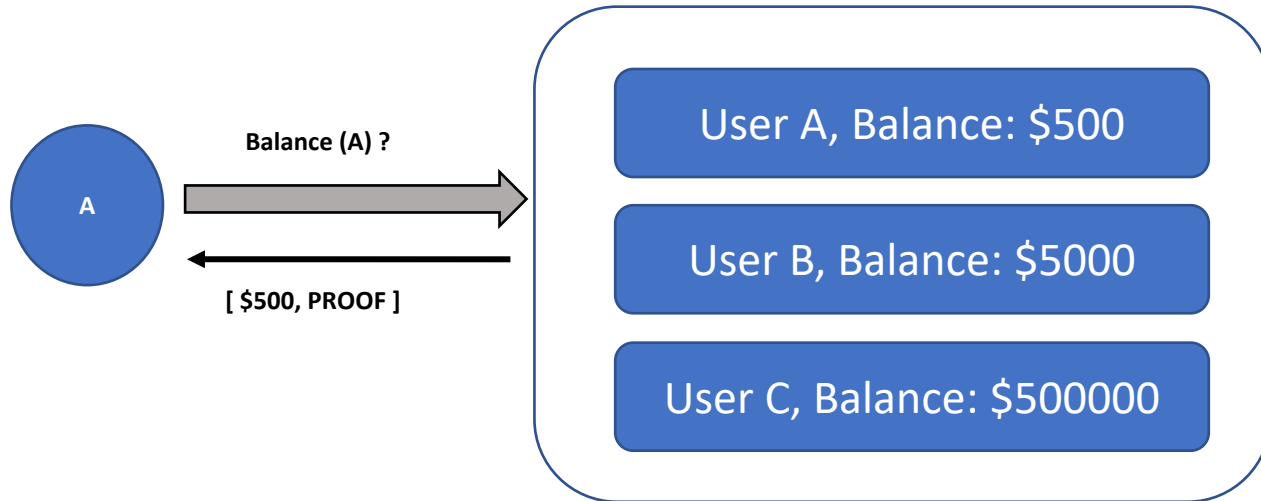 A
Balance (A) ?
[ $500, PROOF ]
User A, Balance: $500
User B, Balance: $5000
User C, Balance: $500000